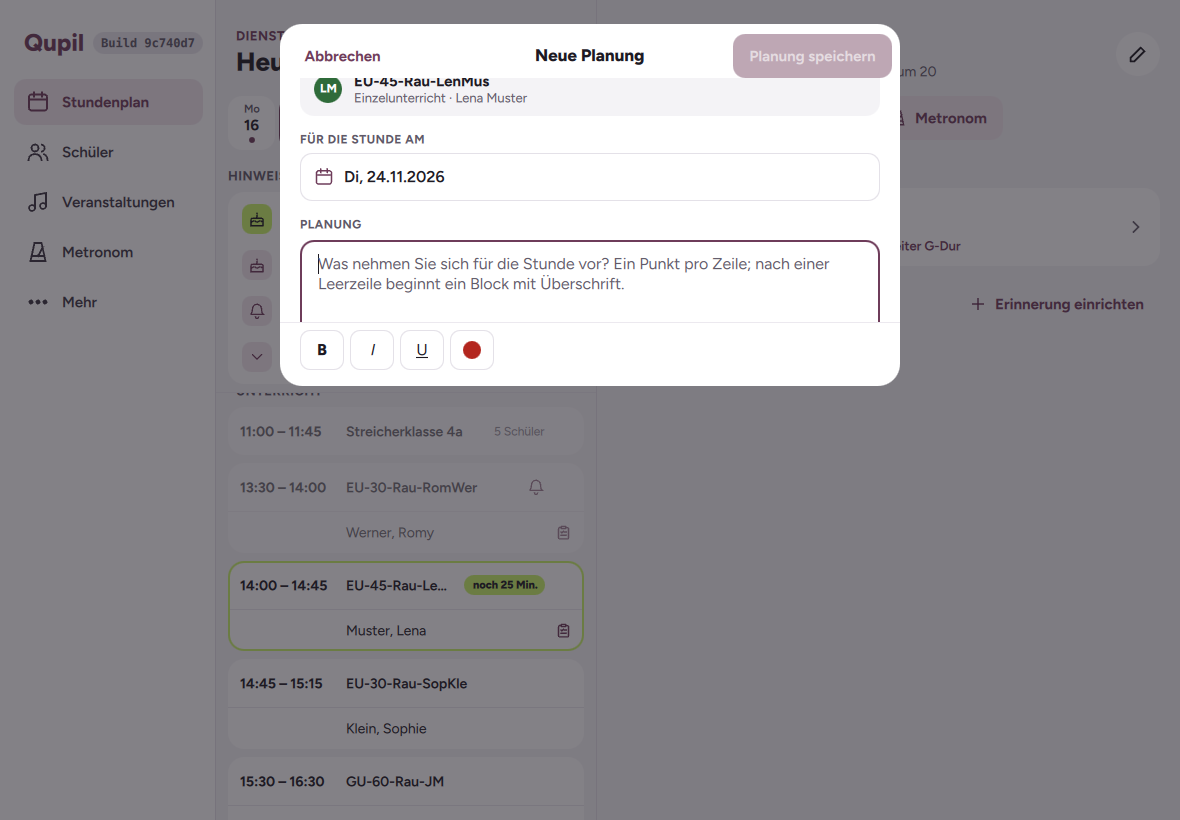 Qupil
Build 9c740d7
Stundenplan
Schüler
Veranstaltungen
Metronom
Mehr
Mo
16
Abbrechen
Neue Planung
Planung speichern
EU-45-Rau-LenMus
LM
Einzelunterricht · Lena Muster
FÜR DIE STUNDE AM
Di, 24.11.2026
PLANUNG
Was nehmen Sie sich für die Stunde vor? Ein Punkt pro Zeile; nach einer
Leerzeile beginnt ein Block mit Überschrift.
B
I
U
UNTERRICHT
11:00 – 11:45 Streicherklasse 4a 5 Schüler
13:30 – 14:00 EU-30-Rau-RomWer
Werner, Romy
14:00 – 14:45 EU-45-Rau-Le... noch 25 Min.
Muster, Lena
14:45 – 15:15 EU-30-Rau-SopKle
Klein, Sophie
15:30 – 16:30 GU-60-Rau-JM
um 20
Metronom
G-Dur
Erinnerung einrichten